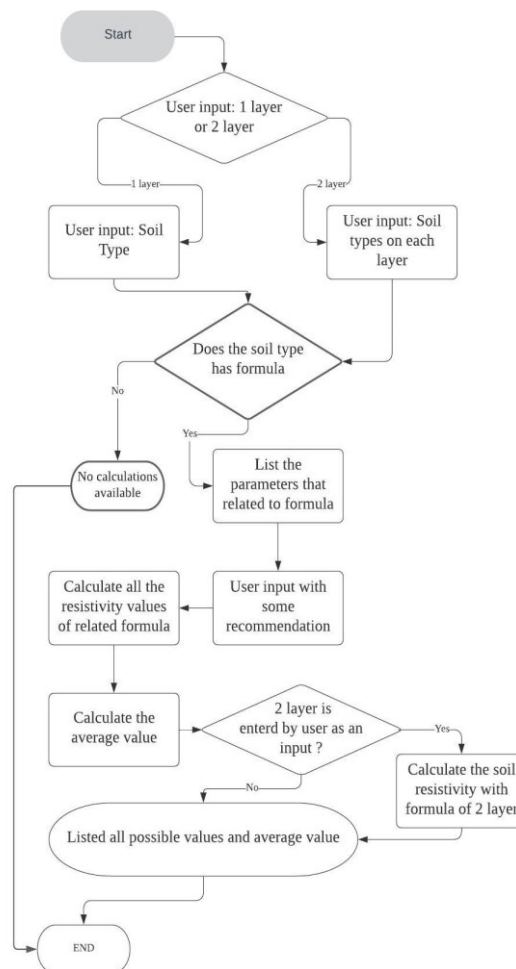 Start
User input: 1 layer
or 2 layer
1 layer
2 layer
User input: Soil
Type
User input: Soil
types on each
layer
Does the soil type
has formula
No
Yes
No calculations
available
List the
parameters that
related to formula
Calculate all the
resistivity values
of related formula
User input with
some
recommendation
Calculate the
average value
2 layer is
enterd by user as an
input ?
Yes
No
Calculate the soil
resistivity with
formula of 2 layer
Listed all possible values and average value
END